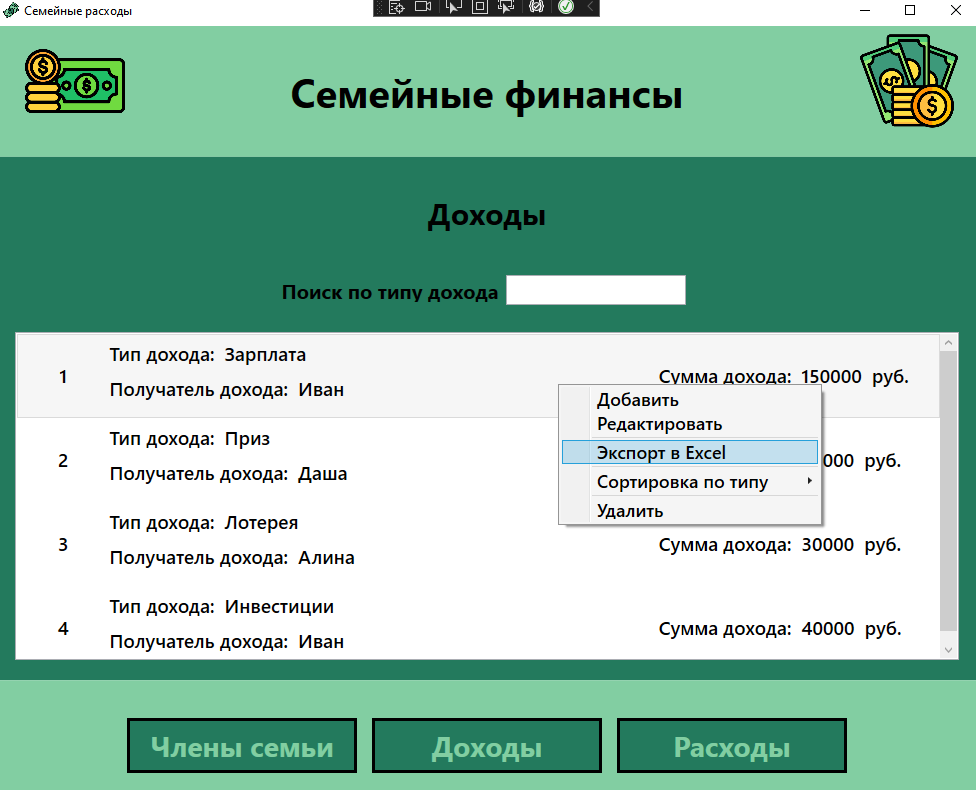 Семейные расходы
Семейные финансы
Доходы
Поиск по типу дохода
1
Тип дохода: Зарплата
Получатель дохода: Иван
Сумма дохода: 150000 руб.
2
Тип дохода: Приз
Получатель дохода: Даша
000 руб.
3
Тип дохода: Лотерея
Получатель дохода: Алина
Сумма дохода: 30000 руб.
4
Тип дохода: Инвестиции
Получатель дохода: Иван
Сумма дохода: 40000 руб.
Добавить
Редактировать
Экспорт в Excel
Сортировка по типу
Удалить
Члены семьи
Доходы
Расходы